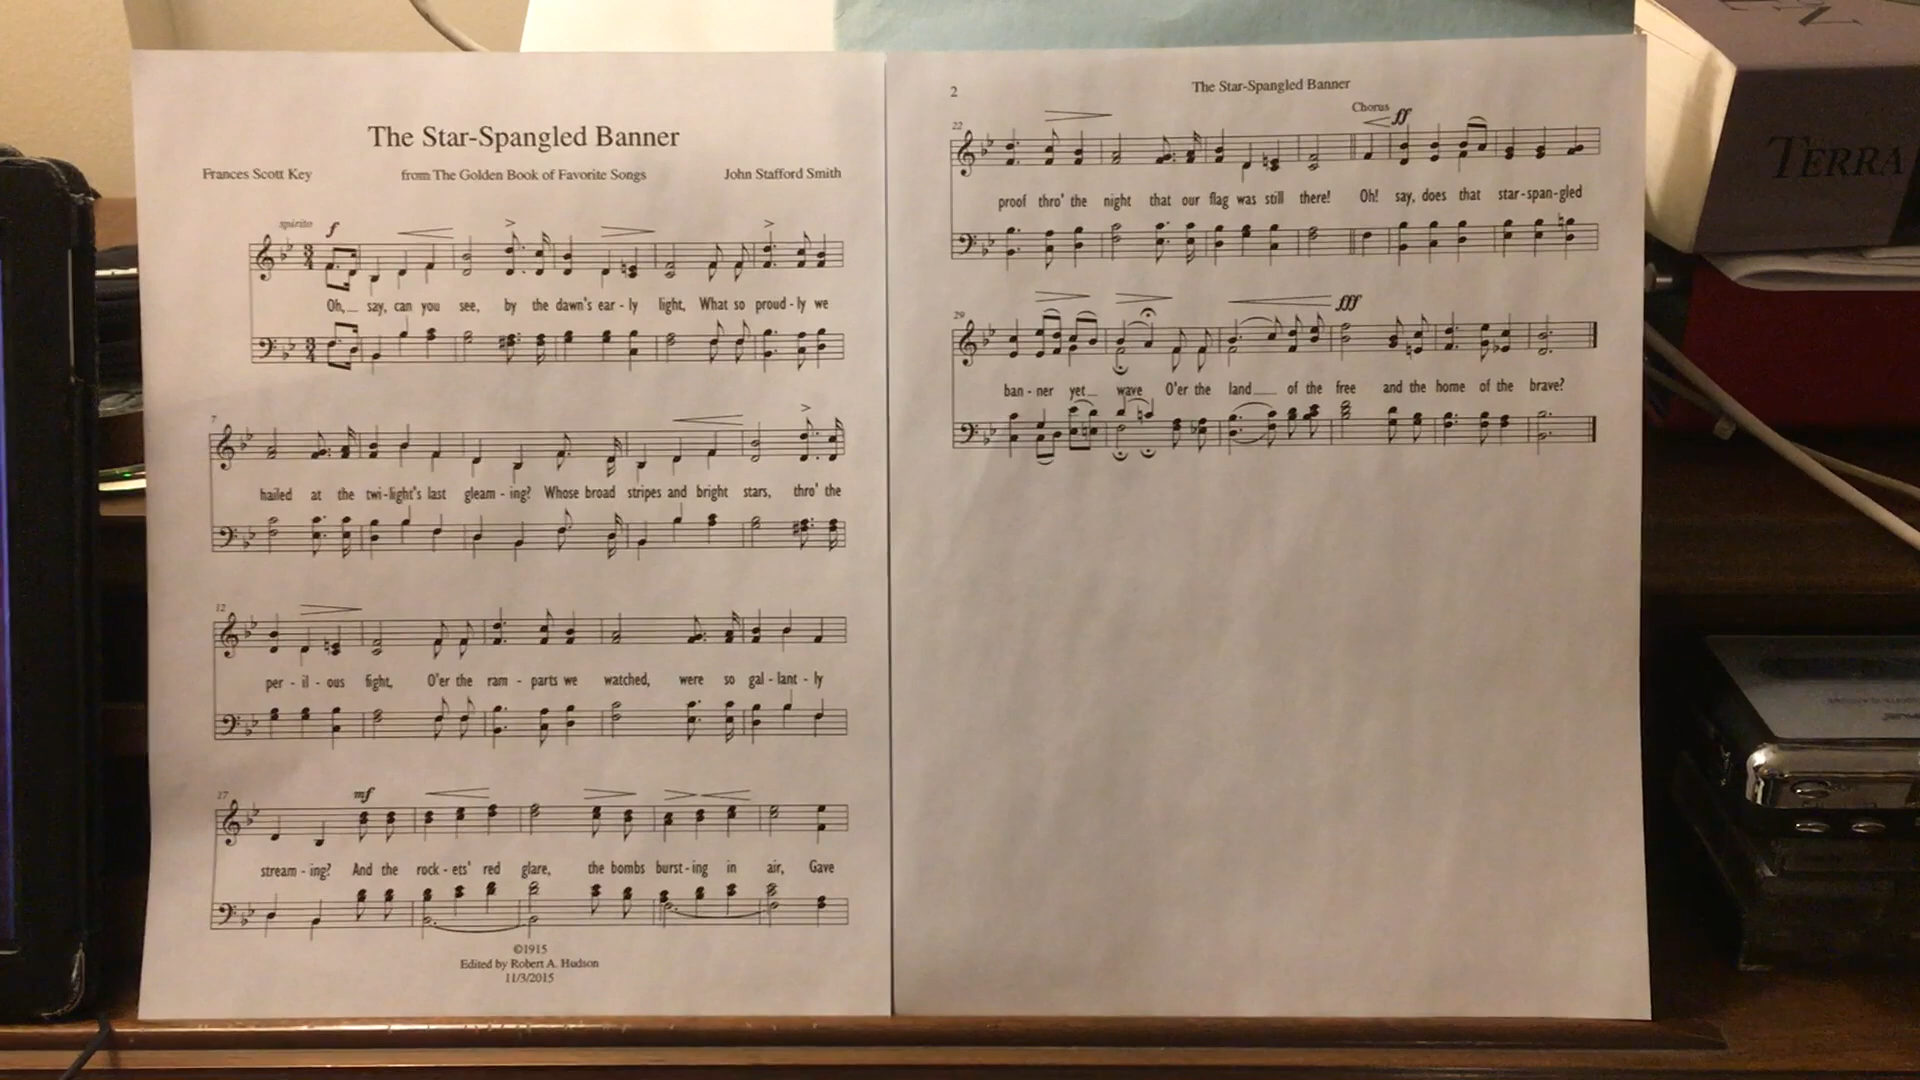 The Star-Spangled Banner
Frances Scott Key from The Golden Book of Favorite Songs John Stafford Smith
spirito f
Oh,__ say, can you see, by the dawn's ear - ly light, What so proud - ly we
7
hailed at the twi - light's last gleam - ing? Whose broad stripes and bright stars, thro' the
12
per - il - ous fight, O'er the ram - parts we watched, were so gal - lant - ly
17
mf
stream - ing? And the rock - ets' red glare, the bombs burst - ing in air, Gave
©1915
Edited by Robert A. Hudson
11/3/2015
2 The Star-Spangled Banner
Chorus ff
22
proof thro' the night that our flag was still there! Oh! say, does that star - span - gled
29
fff
ban - ner yet__ wave O'er the land__ of the free and the home of the brave?
TERRA